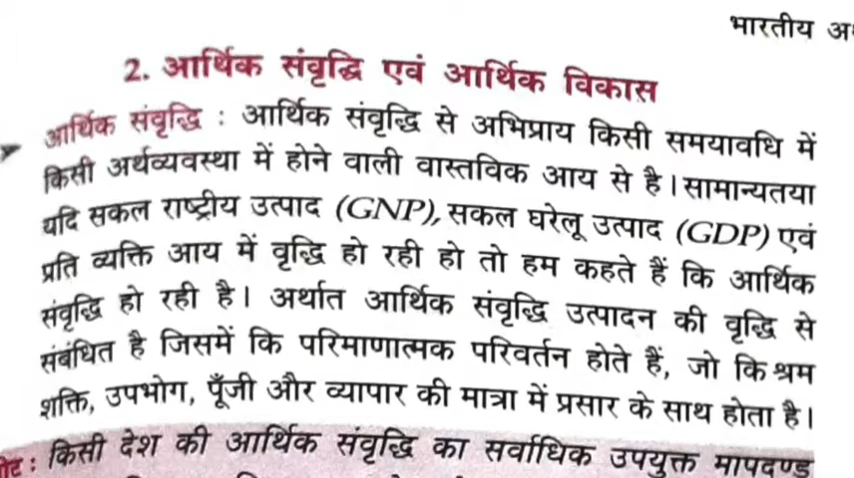 भारतीय
2. आर्थिक संवृद्धि एवं आर्थिक विकास
आर्थिक संवृद्धि : आर्थिक संवृद्धि से अभिप्राय किसी समयावधि में
किसी अर्थव्यवस्था में होने वाली वास्तविक आय से है। सामान्यतया
यदि सकल राष्ट्रीय उत्पाद (GNP), सकल घरेलू उत्पाद (GDP) एवं
प्रति व्यक्ति आय में वृद्धि हो रही हो तो हम कहते हैं कि आर्थिक
संवृद्धि हो रही है। अर्थात आर्थिक संवृद्धि उत्पादन की वृद्धि से
संबंधित है जिसमें कि परिमाणात्मक परिवर्तन होते हैं, जो कि श्रम
शक्ति, उपभोग, पूँजी और व्यापार की मात्रा में प्रसार के साथ होता है।
किसी देश की आर्थिक संवृद्धि का सर्वाधिक उपयुक्त मापदण्ड